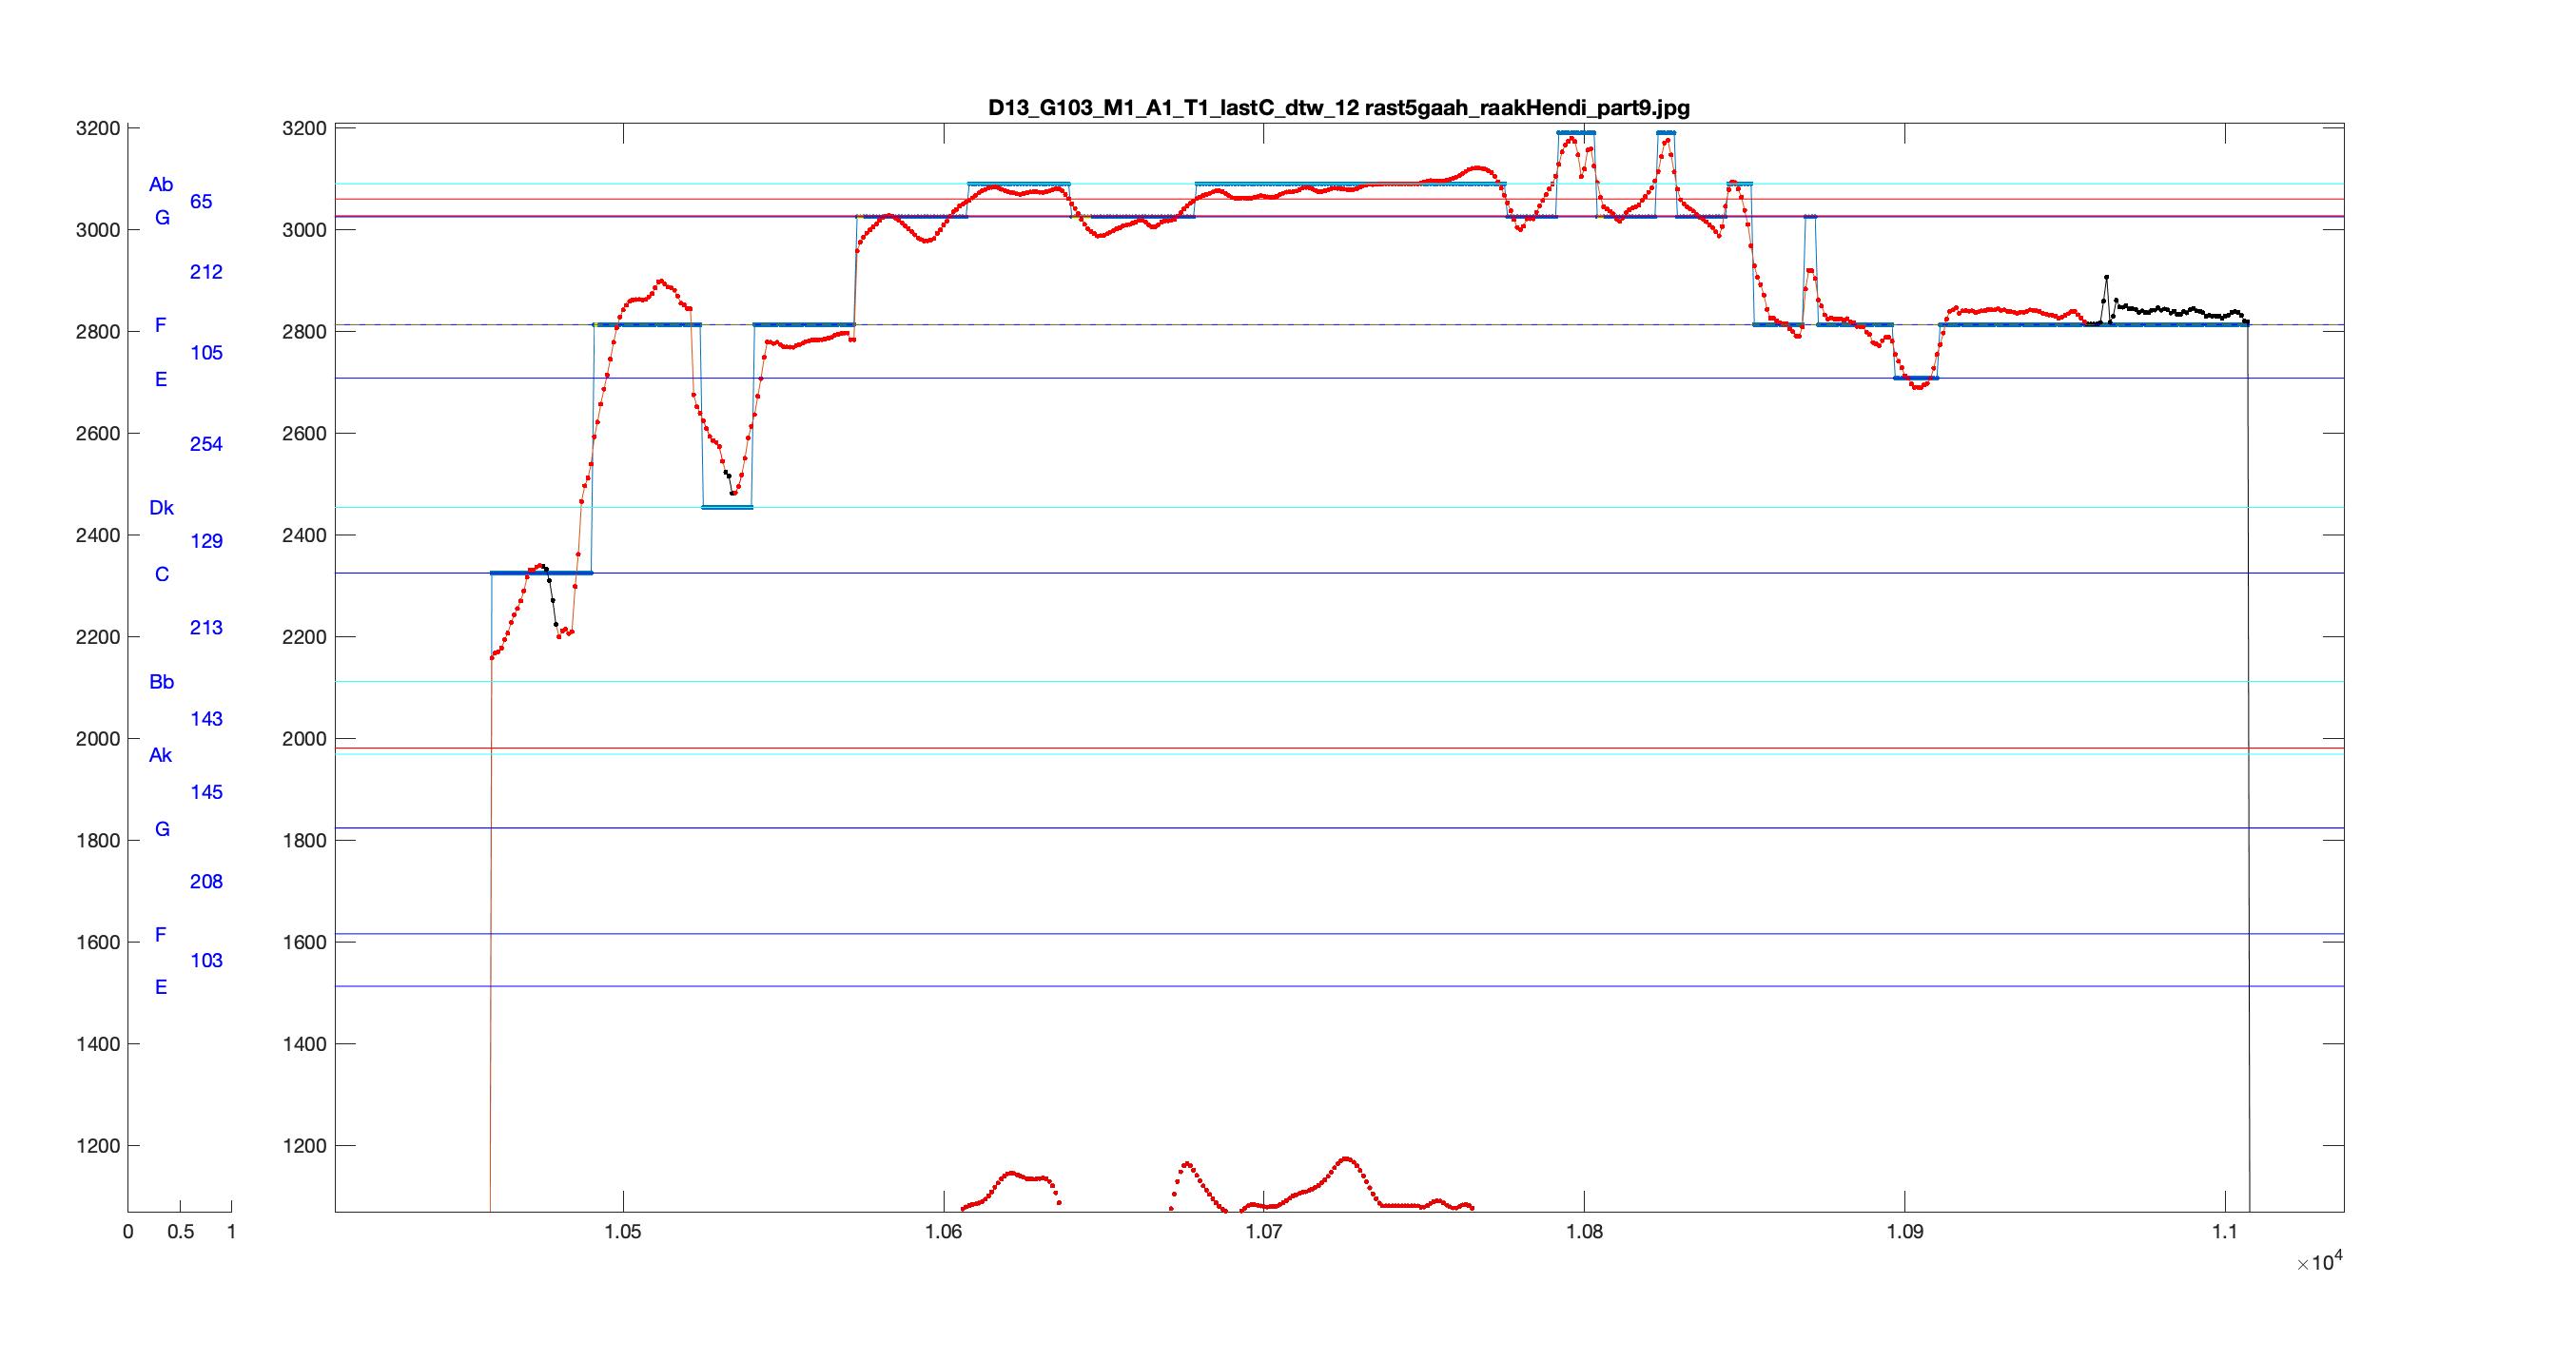 D13_G103_M1_A1_T1_lastC_dtw_12 rast5gaah_raakHendi_part9.jpg
3200 3200
Ab
65
G
3000 3000
212
F
2800 2800
105
E
2600 2600
254
Dk
2400 2400
129
C
213
2200 2200
Bb
143
2000 2000
Ak
145
G
1800 1800
208
F
1600 1600
103
E
1400 1400
1200 1200
0 0.5 1 1.05 1.06 1.07 1.08 1.09 1.1
×10⁴